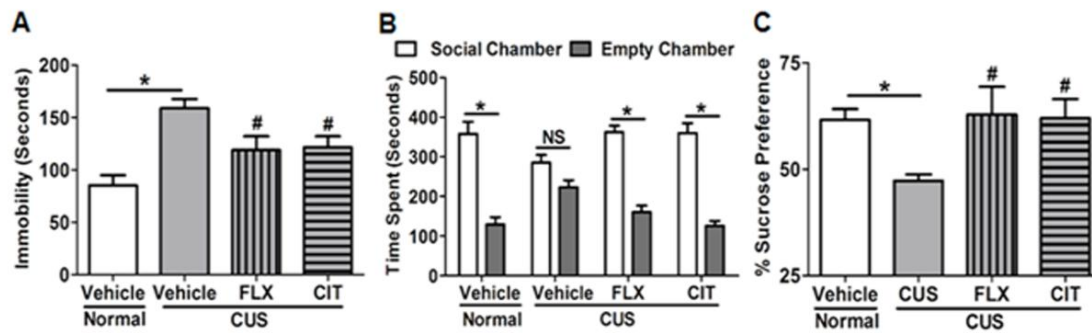 A
Immobility (Seconds)
200
150
100
50
0
*
#
#
Vehicle Vehicle FLX CIT
Normal CUS
B
Social Chamber Empty Chamber
Time Spent (Seconds)
500
400
300
200
100
0
*
NS
*
*
Vehicle Vehicle FLX CIT
Normal CUS
C
% Sucrose Preference
75
50
25
*
#
#
Vehicle CUS FLX CIT
Normal CUS